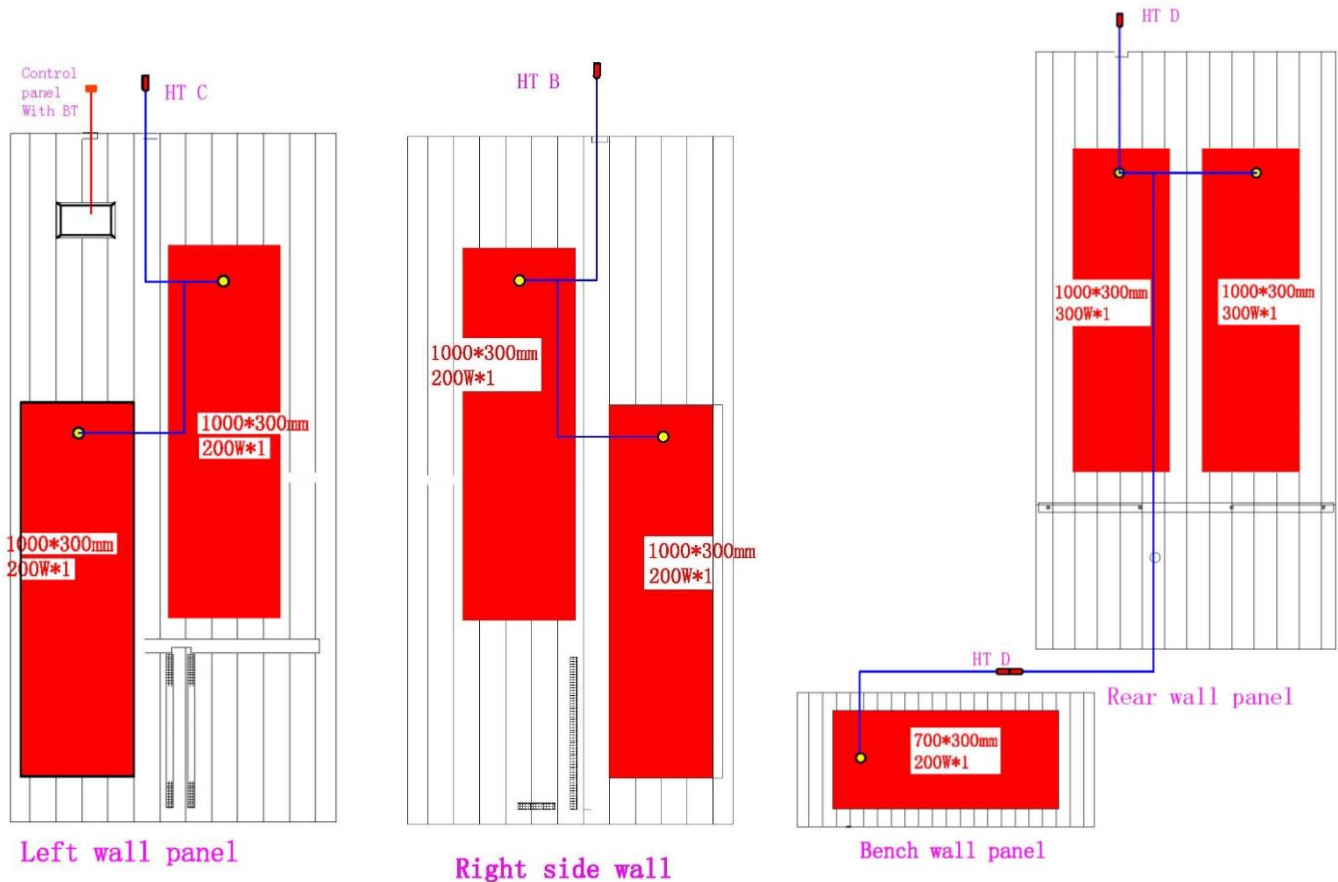 Control
panel
With BT
HT C
1000*300mm
200W*1
1000*300mm
200W*1
Left wall panel
HT B
1000*300mm
200W*1
1000*300mm
200W*1
Right side wall
HT D
1000*300mm
300W*1
1000*300mm
300W*1
Rear wall panel
HT D
700*300mm
200W*1
Bench wall panel